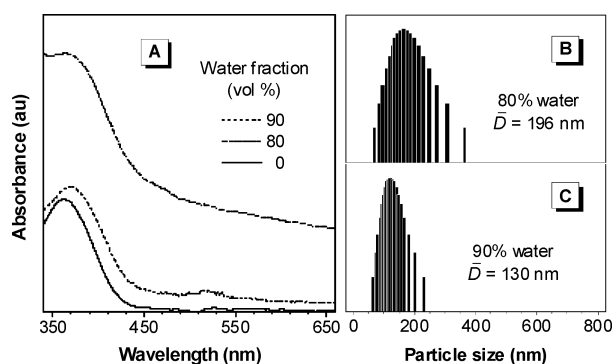 A
Water fraction
(vol %)
90
80
0
Absorbance (au)
350 450 550 650
Wavelength (nm)
B
80% water
D̅ = 196 nm
C
90% water
D̅ = 130 nm
0 200 400 600 800
Particle size (nm)